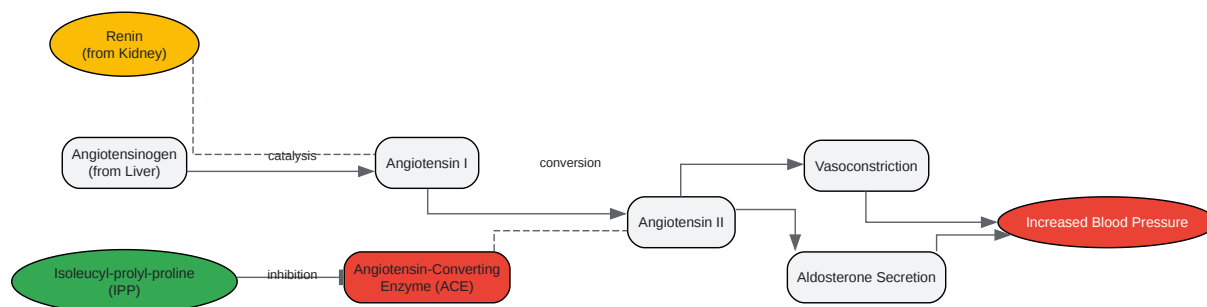 Renin
(from Kidney)
Angiotensinogen
(from Liver)
catalysis
Angiotensin I
conversion
Vasoconstriction
Angiotensin II
Increased Blood Pressure
Isoleucyl-prolyl-proline
(IPP)
inhibition
Angiotensin-Converting
Enzyme (ACE)
Aldosterone Secretion